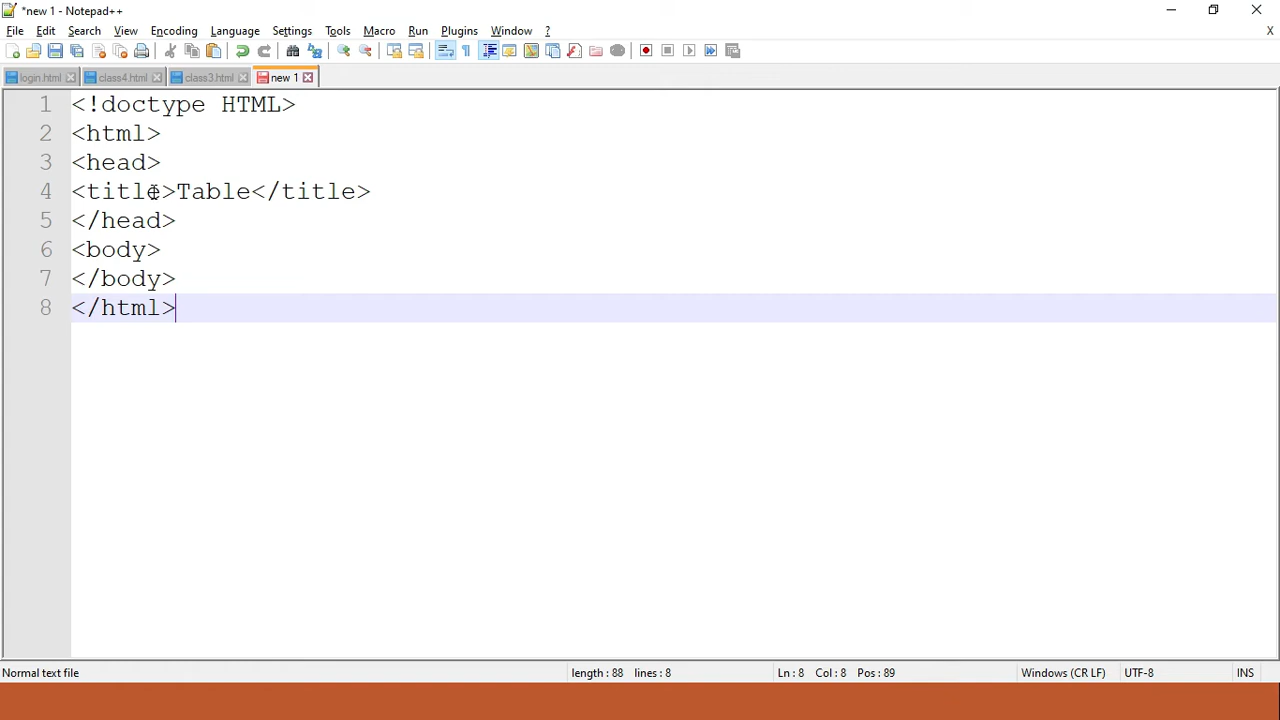 *new 1 - Notepad++
File Edit Search View Encoding Language Settings Tools Macro Run Plugins Window ? X
login.html class4.html class3.html new 1
1 <!doctype HTML>
2 <html>
3 <head>
4 <title>Table</title>
5 </head>
6 <body>
7 </body>
8 </html>
Normal text file length : 88 lines : 8 Ln : 8 Col : 8 Pos : 89 Windows (CR LF) UTF-8 INS